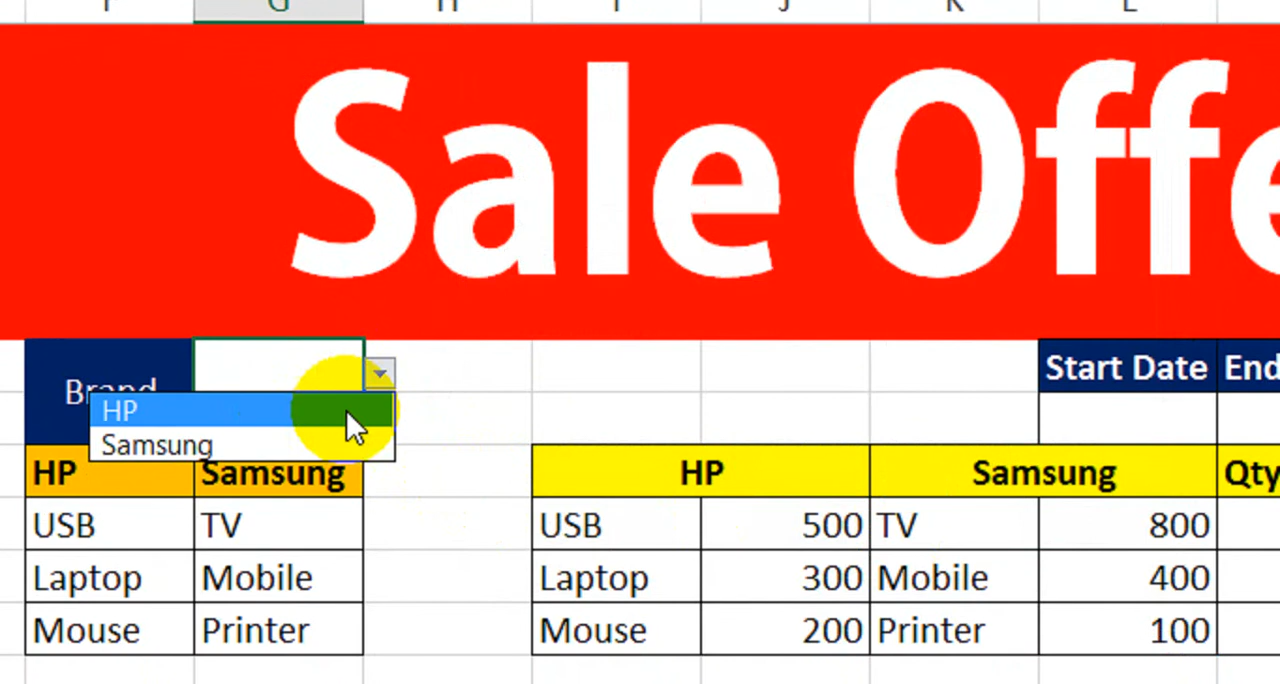 G
Sale Offe
Brand
Start Date End
HP
Samsung
HP Samsung HP Samsung Qty
USB TV USB 500 TV 800
Laptop Mobile Laptop 300 Mobile 400
Mouse Printer Mouse 200 Printer 100